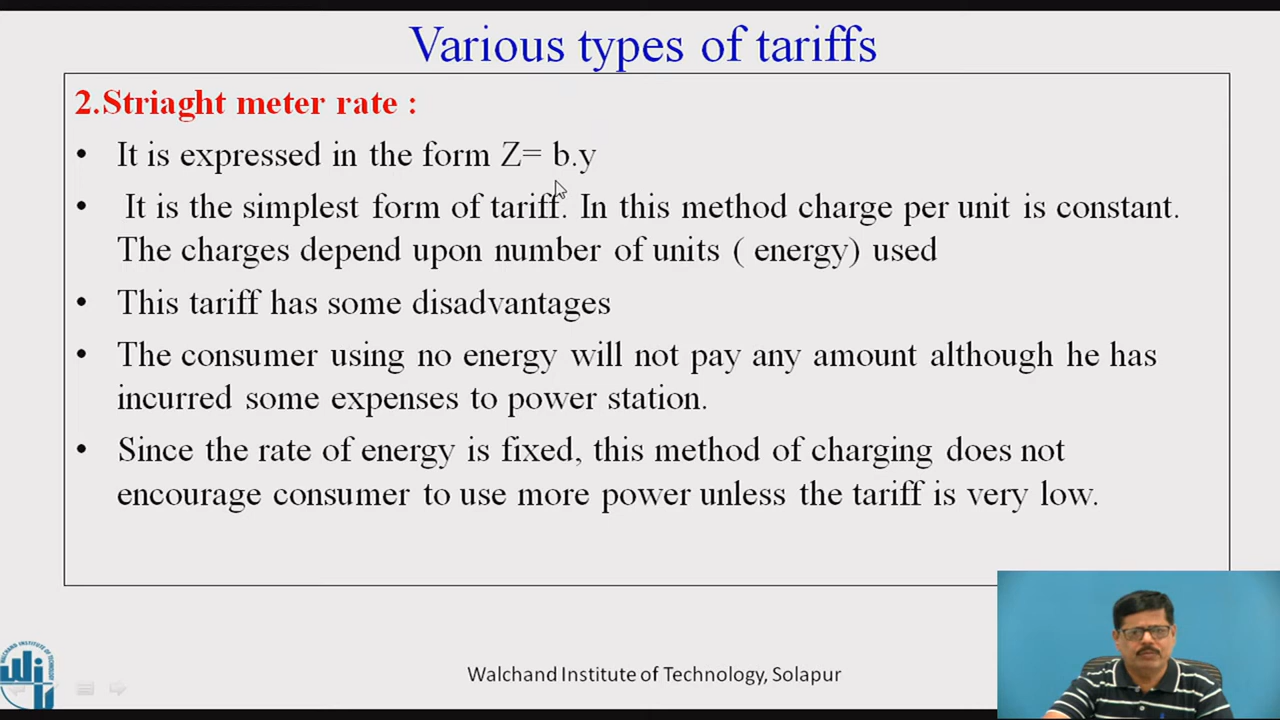 Various types of tariffs
2.Striaght meter rate :
• It is expressed in the form Z= b.y
• It is the simplest form of tariff. In this method charge per unit is constant.
The charges depend upon number of units ( energy) used
• This tariff has some disadvantages
• The consumer using no energy will not pay any amount although he has
incurred some expenses to power station.
• Since the rate of energy is fixed, this method of charging does not
encourage consumer to use more power unless the tariff is very low.
Walchand Institute of Technology, Solapur